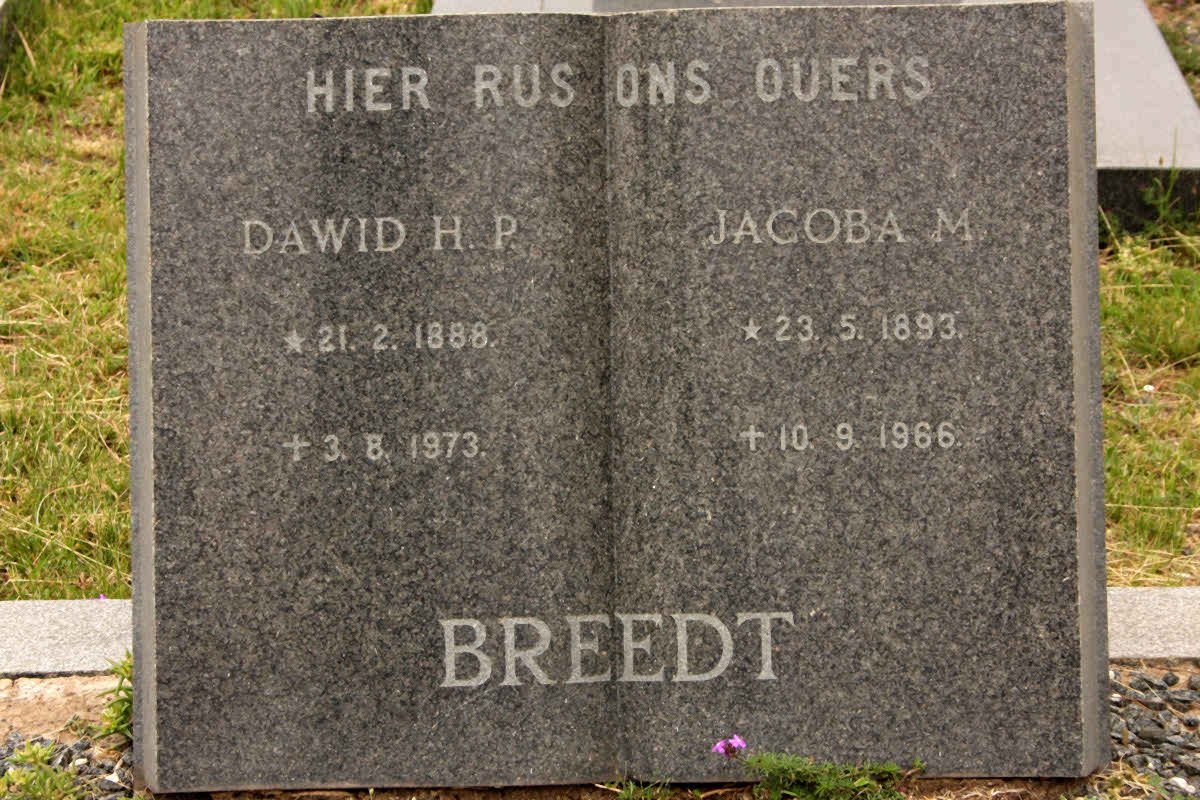 HIER RUS ONS OUERS
DAWID H. P.
★ 21. 2. 1888.
✝ 3. 8. 1973.
JACOBA M.
★ 23. 5. 1893.
✝ 10. 9. 1966.
BREEDT